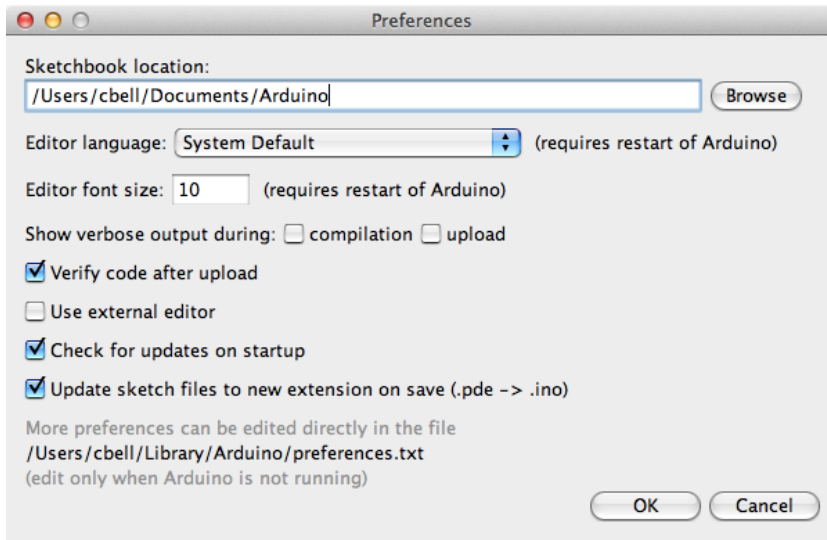 Preferences
Sketchbook location:
/Users/cbell/Documents/Arduino
Browse
Editor language: System Default (requires restart of Arduino)
Editor font size: 10 (requires restart of Arduino)
Show verbose output during: compilation upload
Verify code after upload
Use external editor
Check for updates on startup
Update sketch files to new extension on save (.pde -> .ino)
More preferences can be edited directly in the file
/Users/cbell/Library/Arduino/preferences.txt
(edit only when Arduino is not running)
OK Cancel